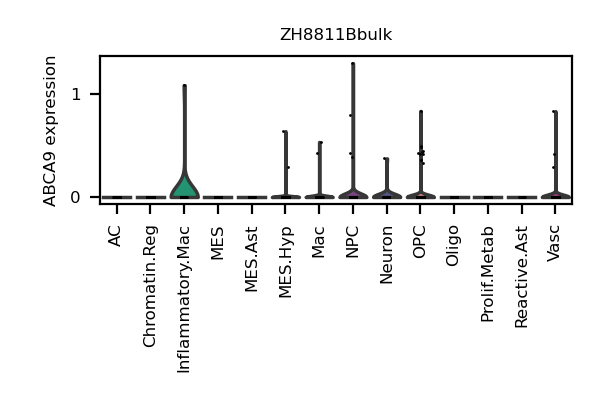 ZH8811Bbulk
ABCA9 expression
1
0
AC
Chromatin.Reg
Inflammatory.Mac
MES
MES.Ast
MES.Hyp
Mac
NPC
Neuron
OPC
Oligo
Prolif.Metab
Reactive.Ast
Vasc